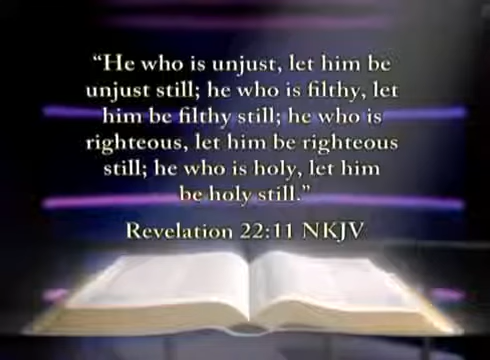 “He who is unjust, let him be
unjust still; he who is filthy, let
him be filthy still; he who is
righteous, let him be righteous
still; he who is holy, let him
be holy still.”
Revelation 22:11 NKJV